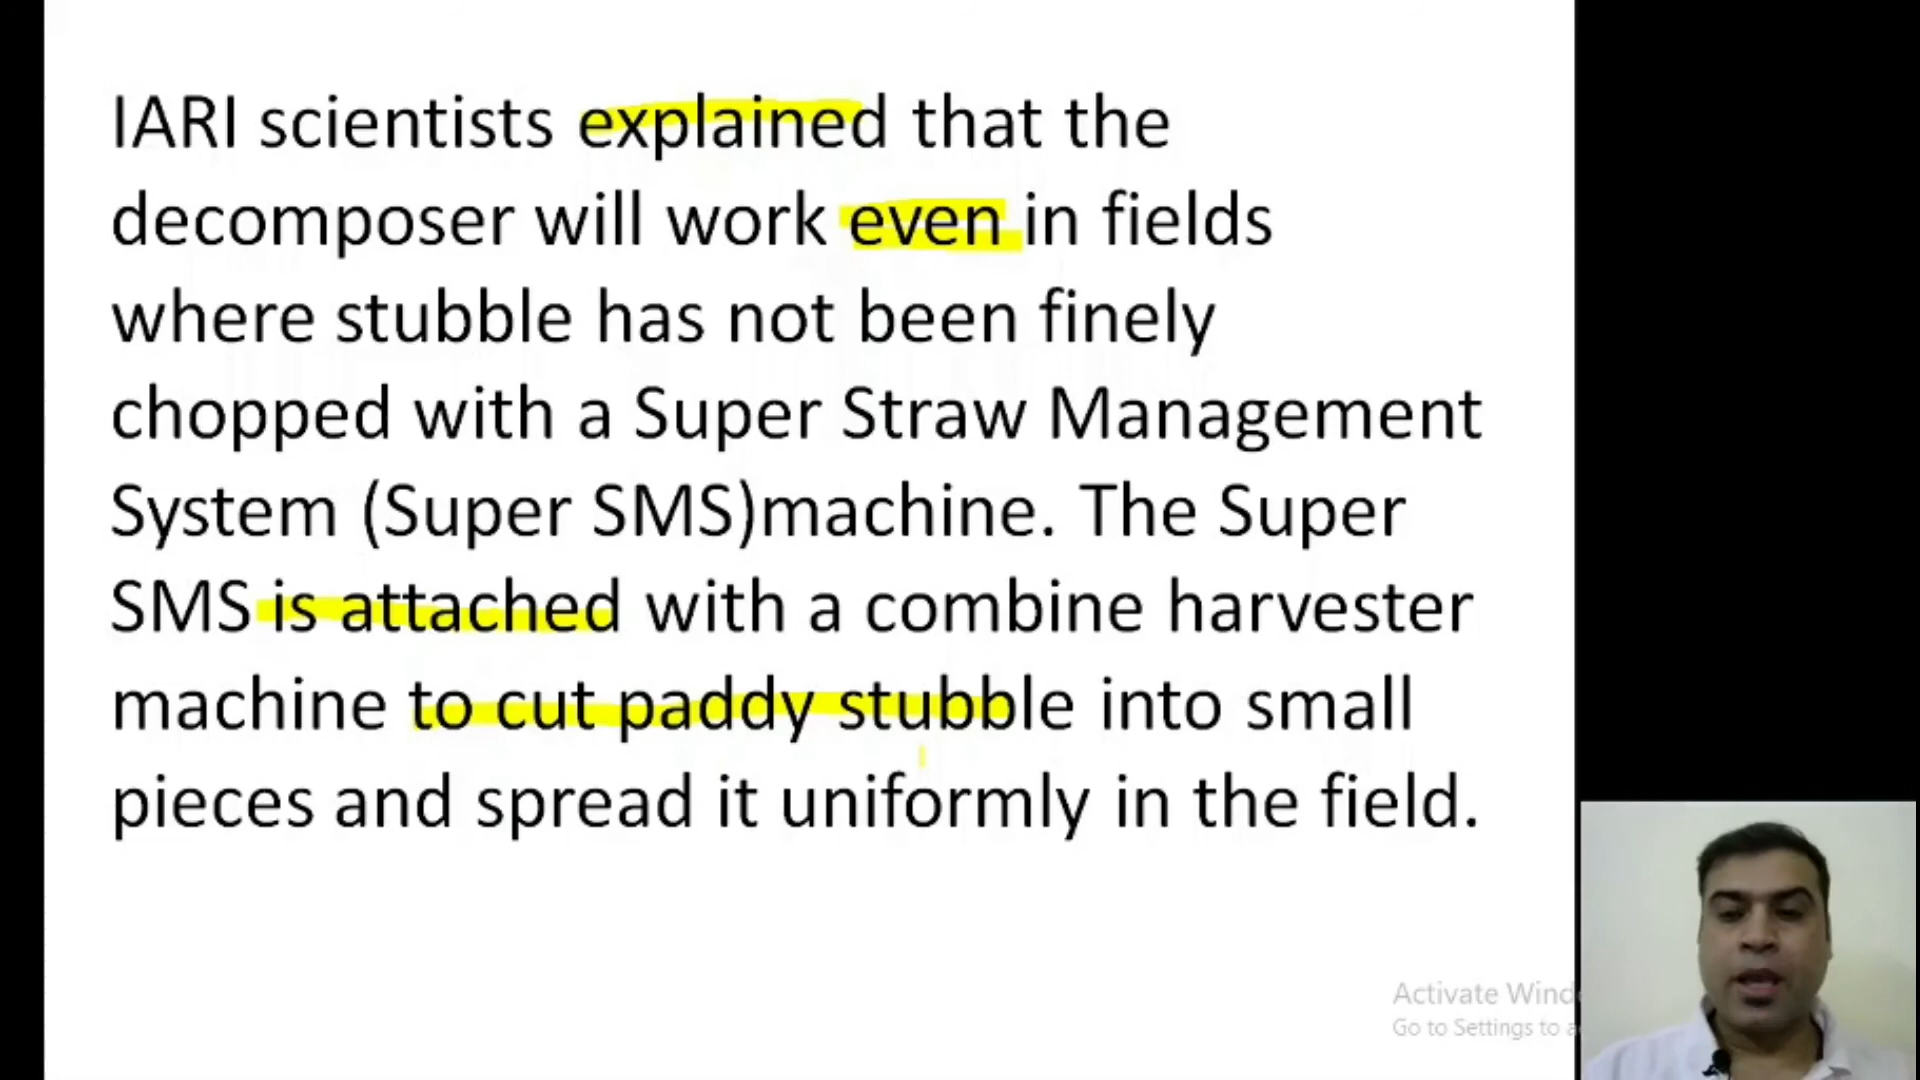 IARI scientists explained that the
decomposer will work even in fields
where stubble has not been finely
chopped with a Super Straw Management
System (Super SMS)machine. The Super
SMS is attached with a combine harvester
machine to cut paddy stubble into small
pieces and spread it uniformly in the field.
Activate Wind
Go to Settings to a